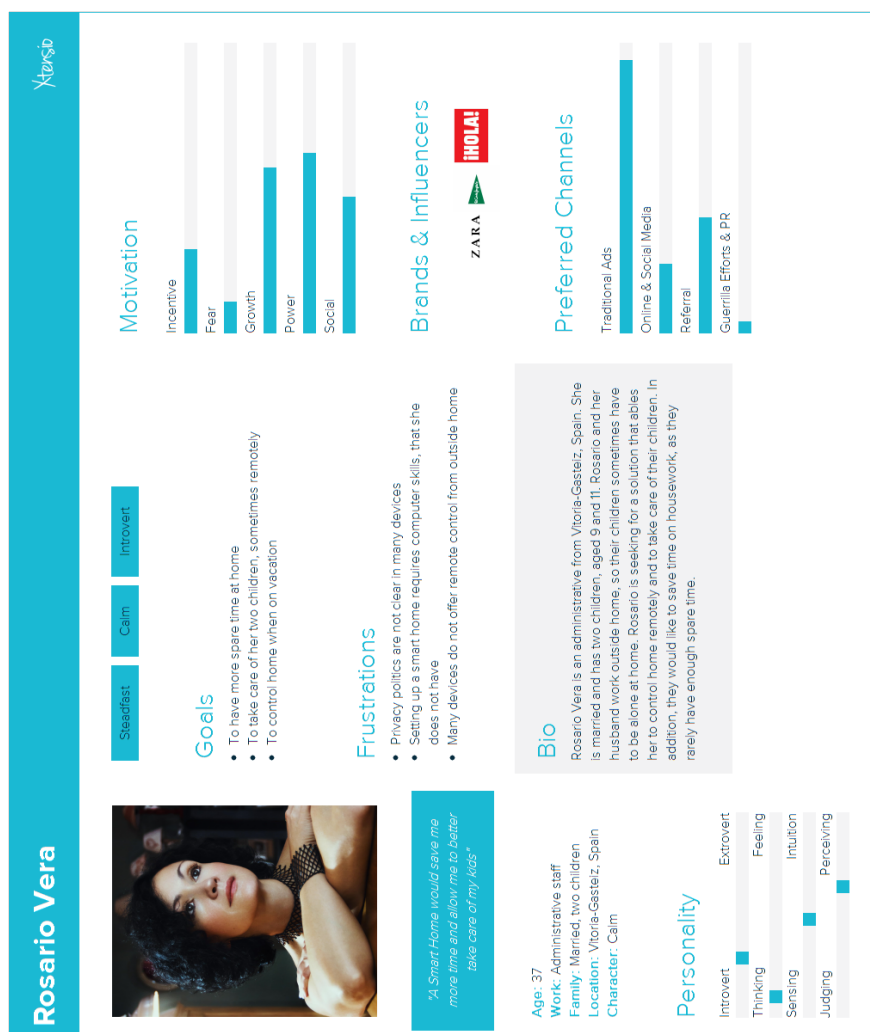 Rosario Vera
Xtensio
"A Smart Home would save me
more time and allow me to better
take care of my kids"
Age: 37
Work: Administrative staff
Family: Married, two children
Location: Vitoria-Gasteiz, Spain
Character: Calm
Personality
Introvert Extrovert
Thinking Feeling
Sensing Intuition
Judging Perceiving
Steadfast Calm Introvert
Goals
• To have more spare time at home
• To take care of her two children, sometimes remotely
• To control home when on vacation
Frustrations
• Privacy politics are not clear in many devices
• Setting up a smart home requires computer skills, that she
does not have
• Many devices do not offer remote control from outside home
Bio
Rosario Vera is an administrative from Vitoria-Gasteiz, Spain. She
is married and has two children, aged 9 and 11. Rosario and her
husband work outside home, so their children sometimes have
to be alone at home. Rosario is seeking for a solution that ables
her to control home remotely and to take care of their children. In
addition, they would like to save time on housework, as they
rarely have enough spare time.
Motivation
Incentive
Fear
Growth
Power
Social
Brands & Influencers
ZARA
¡HOLA!
Preferred Channels
Traditional Ads
Online & Social Media
Referral
Guerrilla Efforts & PR